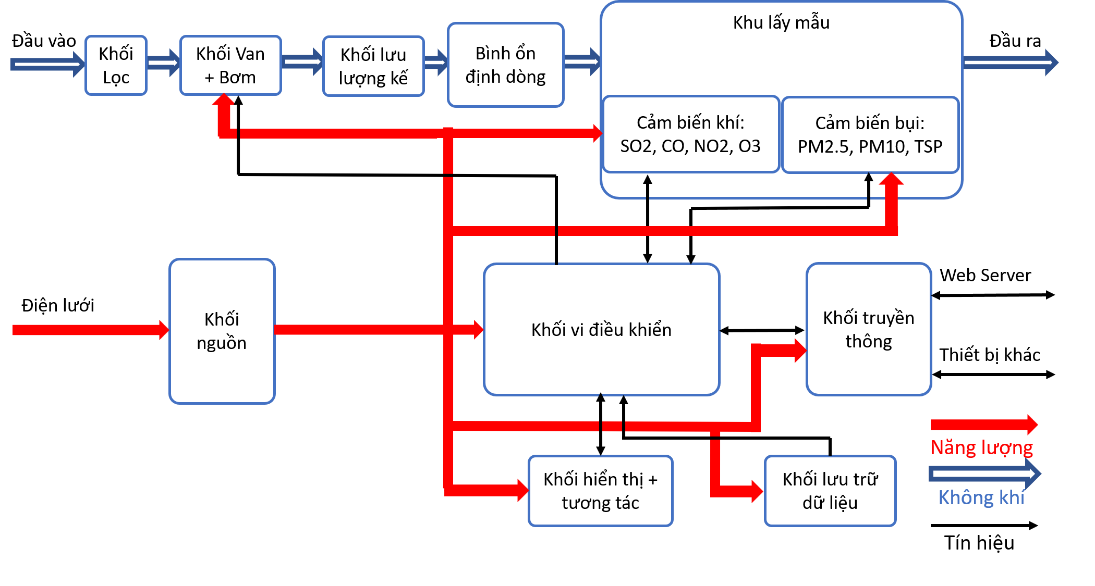 Khu lấy mẫu
Đầu vào
Khối
Lọc
Khối Van
+ Bơm
Khối lưu
lượng kế
Bình ổn
định dòng
Đầu ra
Cảm biến khí:
SO2, CO, NO2, O3
Cảm biến bụi:
PM2.5, PM10, TSP
Điện lưới
Khối
nguồn
Khối vi điều khiển
Khối truyền
thông
Web Server
Thiết bị khác
Khối hiển thị +
tương tác
Khối lưu trữ
dữ liệu
Năng lượng
Không khí
Tín hiệu